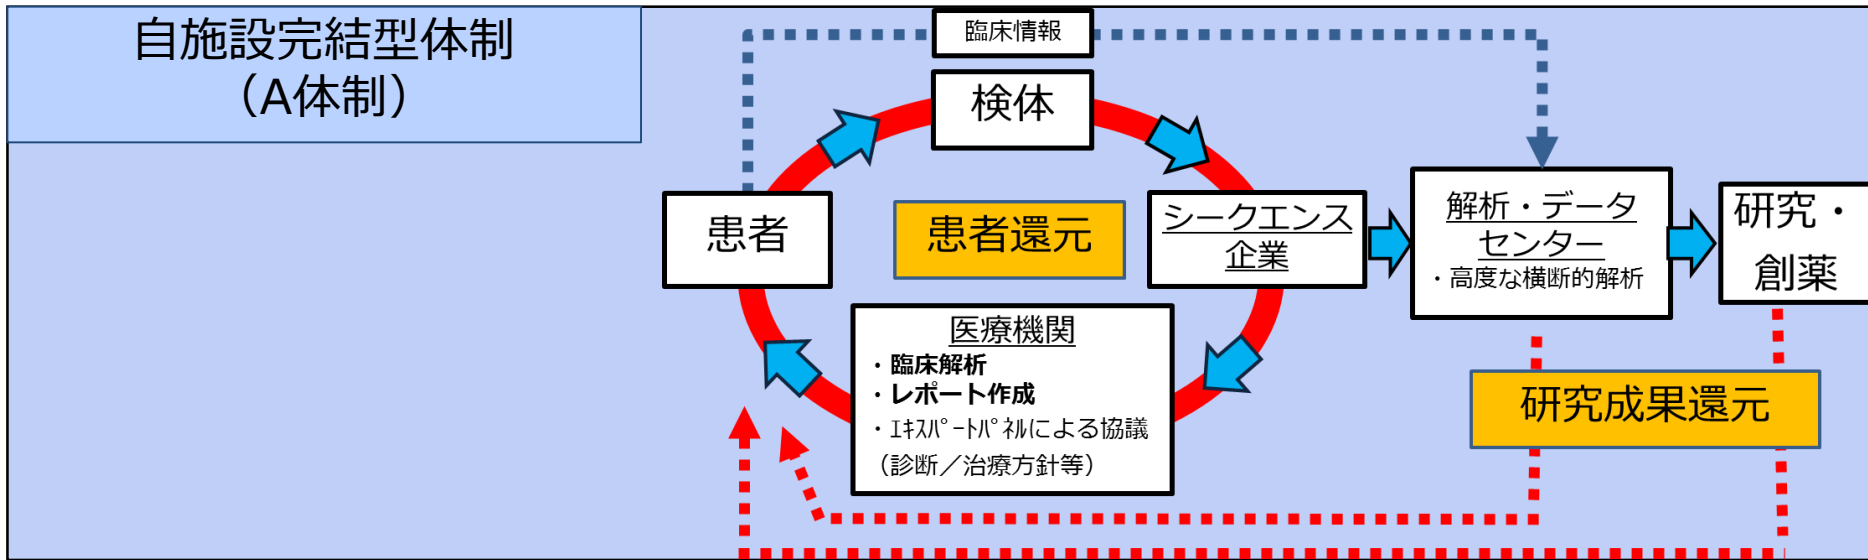 自施設完結型体制
（A体制）
臨床情報
検体
患者
患者還元
シークエンス
企業
解析・データ
センター
・高度な横断的解析
研究・
創薬
医療機関
・臨床解析
・レポート作成
・ｴｷｽﾊﾟｰﾄﾊﾟﾈﾙによる協議
（診断／治療方針等）
研究成果還元